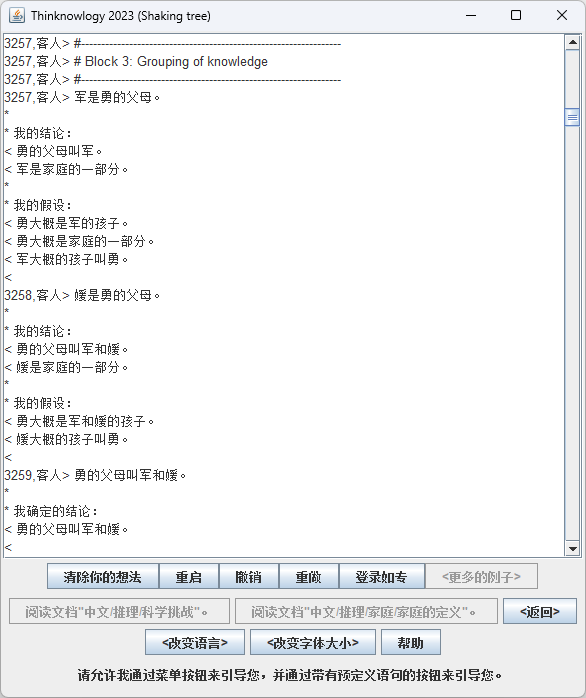 Thinknowlogy 2023 (Shaking tree)
3257,客人> #-----------------------------------------------------------------
3257,客人> # Block 3: Grouping of knowledge
3257,客人> #-----------------------------------------------------------------
3257,客人> 军是勇的父母。
*
* 我的结论：
< 勇的父母叫军。
< 军是家庭的一部分。
*
* 我的假设：
< 勇大概是军的孩子。
< 勇大概是家庭的一部分。
< 军大概的孩子叫勇。
<
3258,客人> 媛是勇的父母。
*
* 我的结论：
< 勇的父母叫军和媛。
< 媛是家庭的一部分。
*
* 我的假设：
< 勇大概是军和媛的孩子。
< 媛大概的孩子叫勇。
<
3259,客人> 勇的父母叫军和媛。
*
* 我确定的结论：
< 勇的父母叫军和媛。
<
清除你的想法 重启 撤销 重做 登录如专 <更多的例子>
阅读文档"中文/推理/科学挑战"。 阅读文档"中文/推理/家庭/家庭的定义"。 <返回>
<改变语言> <改变字体大小> 帮助
请允许我通过菜单按钮来引导您，并通过带有预定义语句的按钮来引导您。